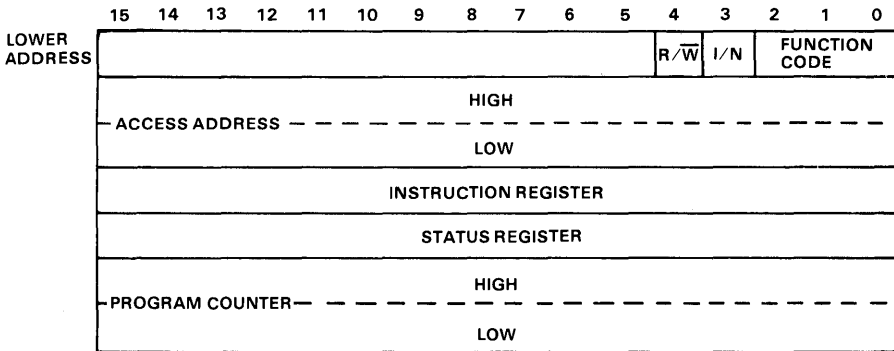 15 14 13 12 11 10 9 8 7 6 5 4 3 2 1 0
LOWER
ADDRESS
R/W̅ I/N FUNCTION
CODE
HIGH
ACCESS ADDRESS
LOW
INSTRUCTION REGISTER
STATUS REGISTER
HIGH
PROGRAM COUNTER
LOW